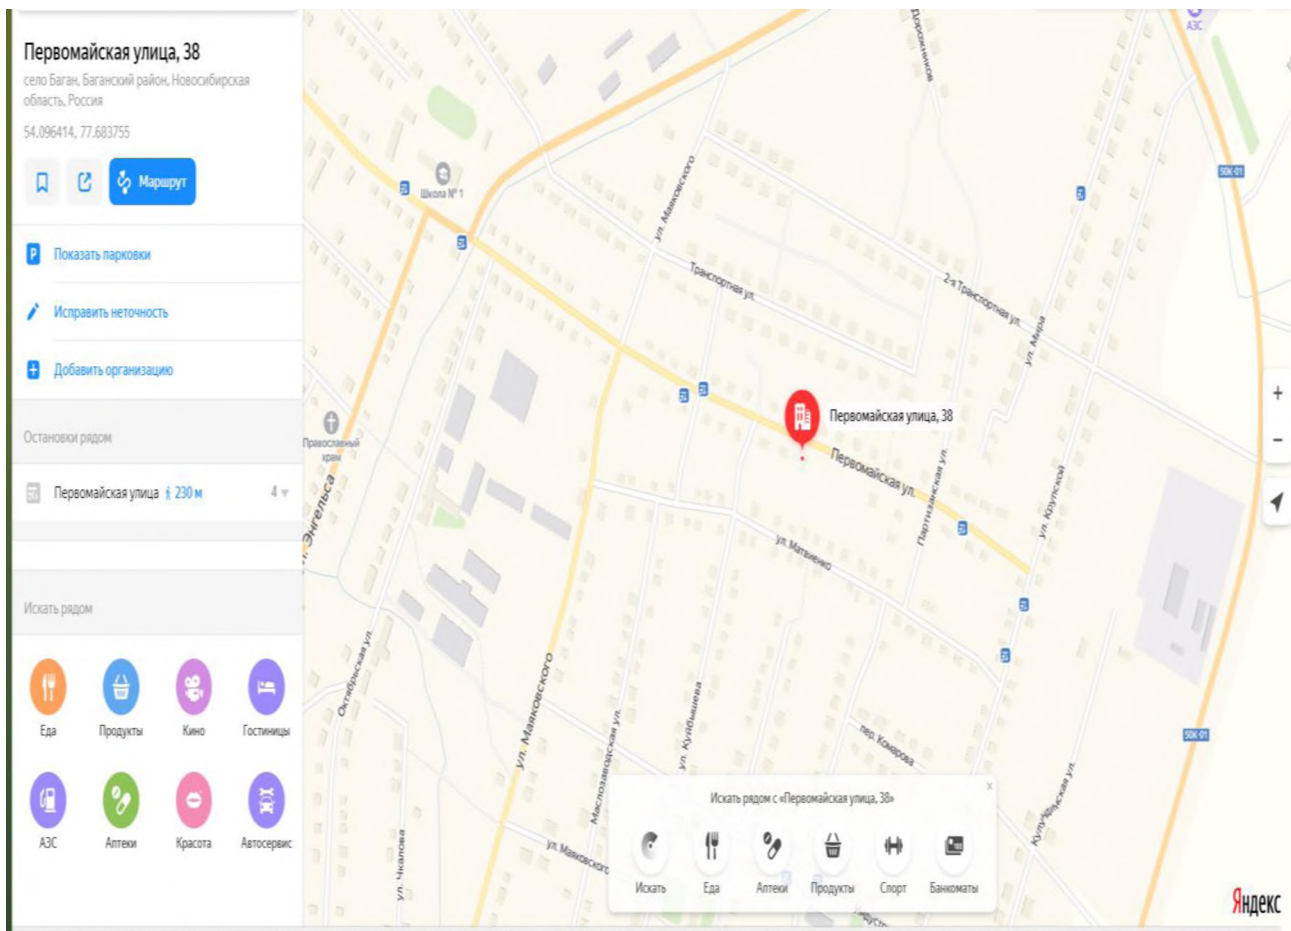 Первомайская улица, 38
село Баган, Баганский район, Новосибирская
область, Россия
54.096414, 77.683755
Маршрут
P Показать парковки
Исправить неточность
Добавить организацию
Остановки рядом
Первомайская улица 230 м 4
Искать рядом
Еда Продукты Кино Гостиницы
АЗС Аптеки Красота Автосервис
АЗС
Дорожников
50К-01
Школа № 1
ул. Маяковского
Транспортная ул.
2-я Транспортная ул.
ул. Мира
Первомайская улица, 38
Православный
храм
Первомайская ул.
Партизанская ул.
ул. Крупской
Энгельса
ул. Матвиенко
Октябрьская ул.
ул. Маяковского
Маслозаводская ул.
ул. Куйбышева
пер. Комарова
50К-01
ул. Чкалова
ул. Маяковского
Искать рядом с «Первомайская улица, 38»
Искать Еда Аптеки Продукты Спорт Банкоматы
Яндекс